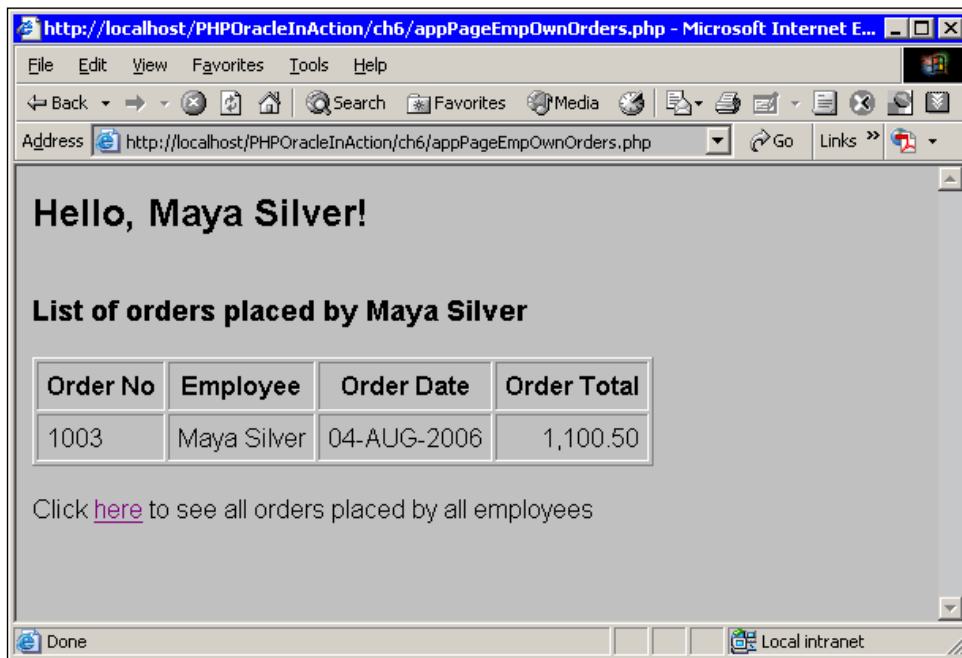 http://localhost/PHPOracleInAction/ch6/appPageEmpOwnOrders.php - Microsoft Internet E...
File Edit View Favorites Tools Help
Back Search Favorites Media
Address http://localhost/PHPOracleInAction/ch6/appPageEmpOwnOrders.php Go Links »
Hello, Maya Silver!
List of orders placed by Maya Silver
Order No Employee Order Date Order Total
1003 Maya Silver 04-AUG-2006 1,100.50
Click here to see all orders placed by all employees
Done Local intranet